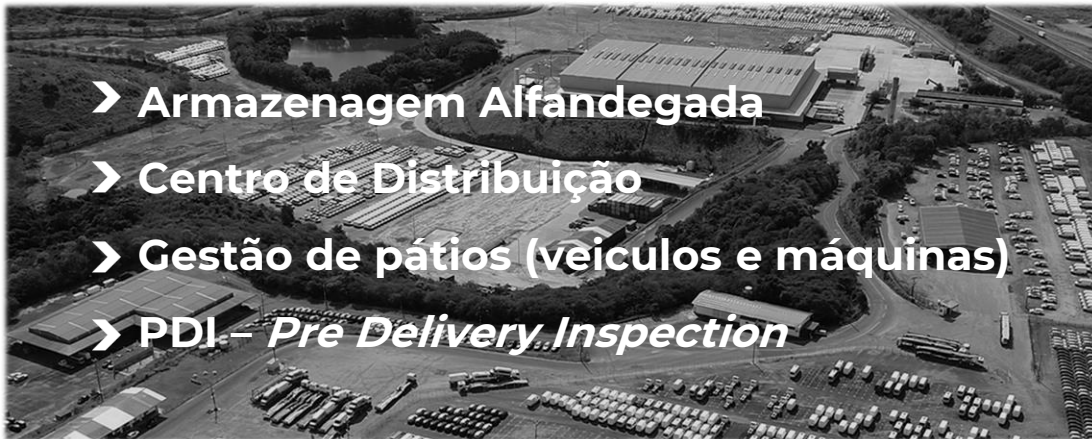 Armazenagem Alfandegada
Centro de Distribuição
Gestão de pátios (veiculos e máquinas)
PDI – Pre Delivery Inspection